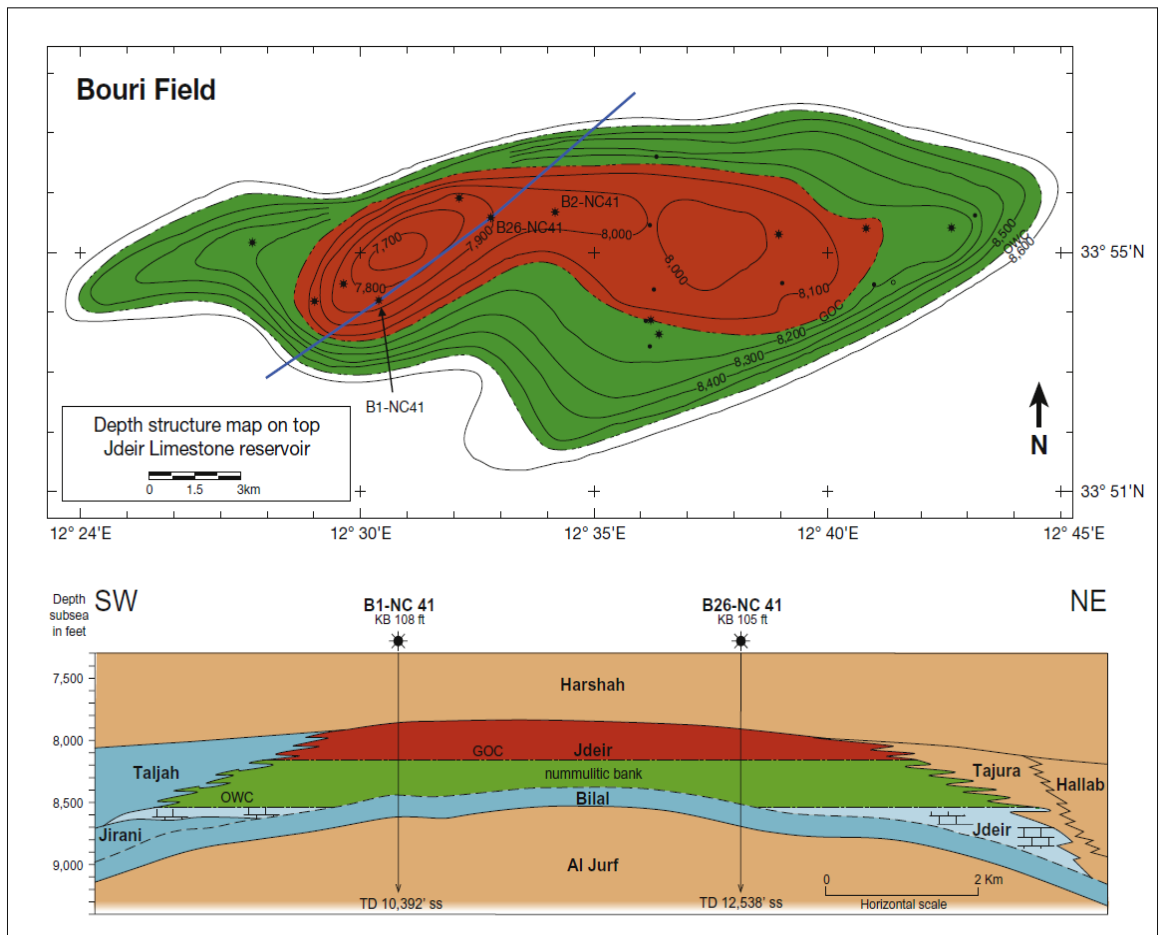 Bouri Field
B2-NC41
B26-NC41
7,700
7,900
8,000
7,800
8,000
8,100
GOC
8,200
8,300
8,400
8,500
OWC
8,600
B1-NC41
33° 55'N
33° 51'N
N
Depth structure map on top
Jdeir Limestone reservoir
0 1.5 3km
12° 24'E 12° 30'E 12° 35'E 12° 40'E 12° 45'E
Depth
subsea
in feet
SW
B1-NC 41
KB 108 ft
B26-NC 41
KB 105 ft
NE
7,500
8,000
8,500
9,000
Harshah
GOC Jdeir
nummulitic bank
Taljah
OWC
Bilal
Tajura
Hallab
Jirani
Jdeir
Al Jurf
TD 10,392' ss
TD 12,538' ss
0 2 Km
Horizontal scale